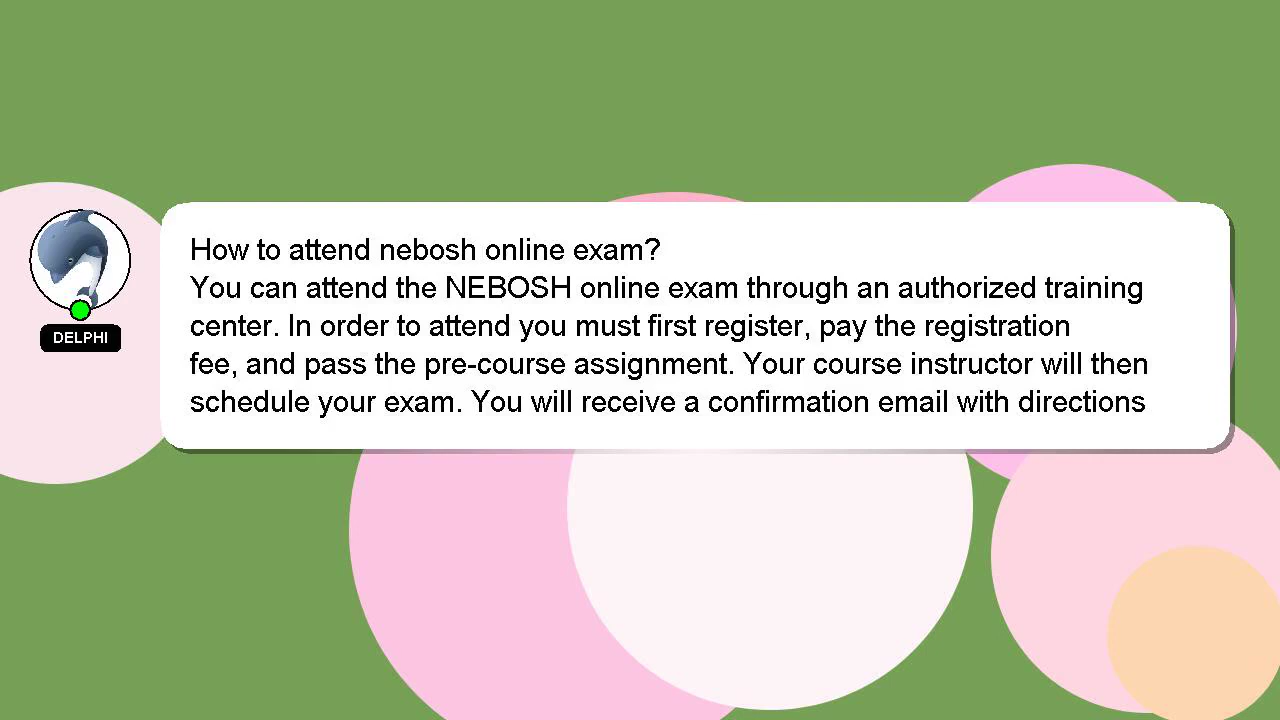 How to attend nebosh online exam?
You can attend the NEBOSH online exam through an authorized training
center. In order to attend you must first register, pay the registration
fee, and pass the pre-course assignment. Your course instructor will then
schedule your exam. You will receive a confirmation email with directions
DELPHI